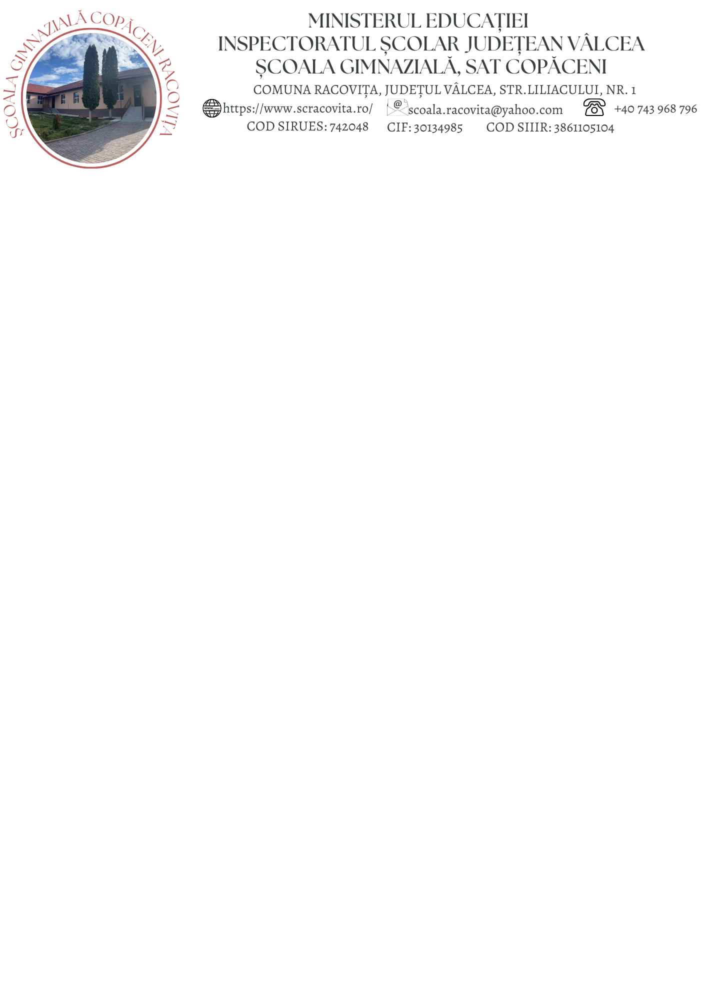 ȘCOALA GIMNAZIALĂ COPĂCENI-RACOVIȚA
MINISTERUL EDUCAȚIEI
INSPECTORATUL ȘCOLAR JUDEȚEAN VÂLCEA
ȘCOALA GIMNAZIALĂ, SAT COPĂCENI
COMUNA RACOVIȚA, JUDEȚUL VÂLCEA, STR.LILIACULUI, NR. 1
www. https://www.scracovita.ro/ @ scoala.racovita@yahoo.com +40 743 968 796
COD SIRUES: 742048 CIF: 30134985 COD SIIIR: 3861105104